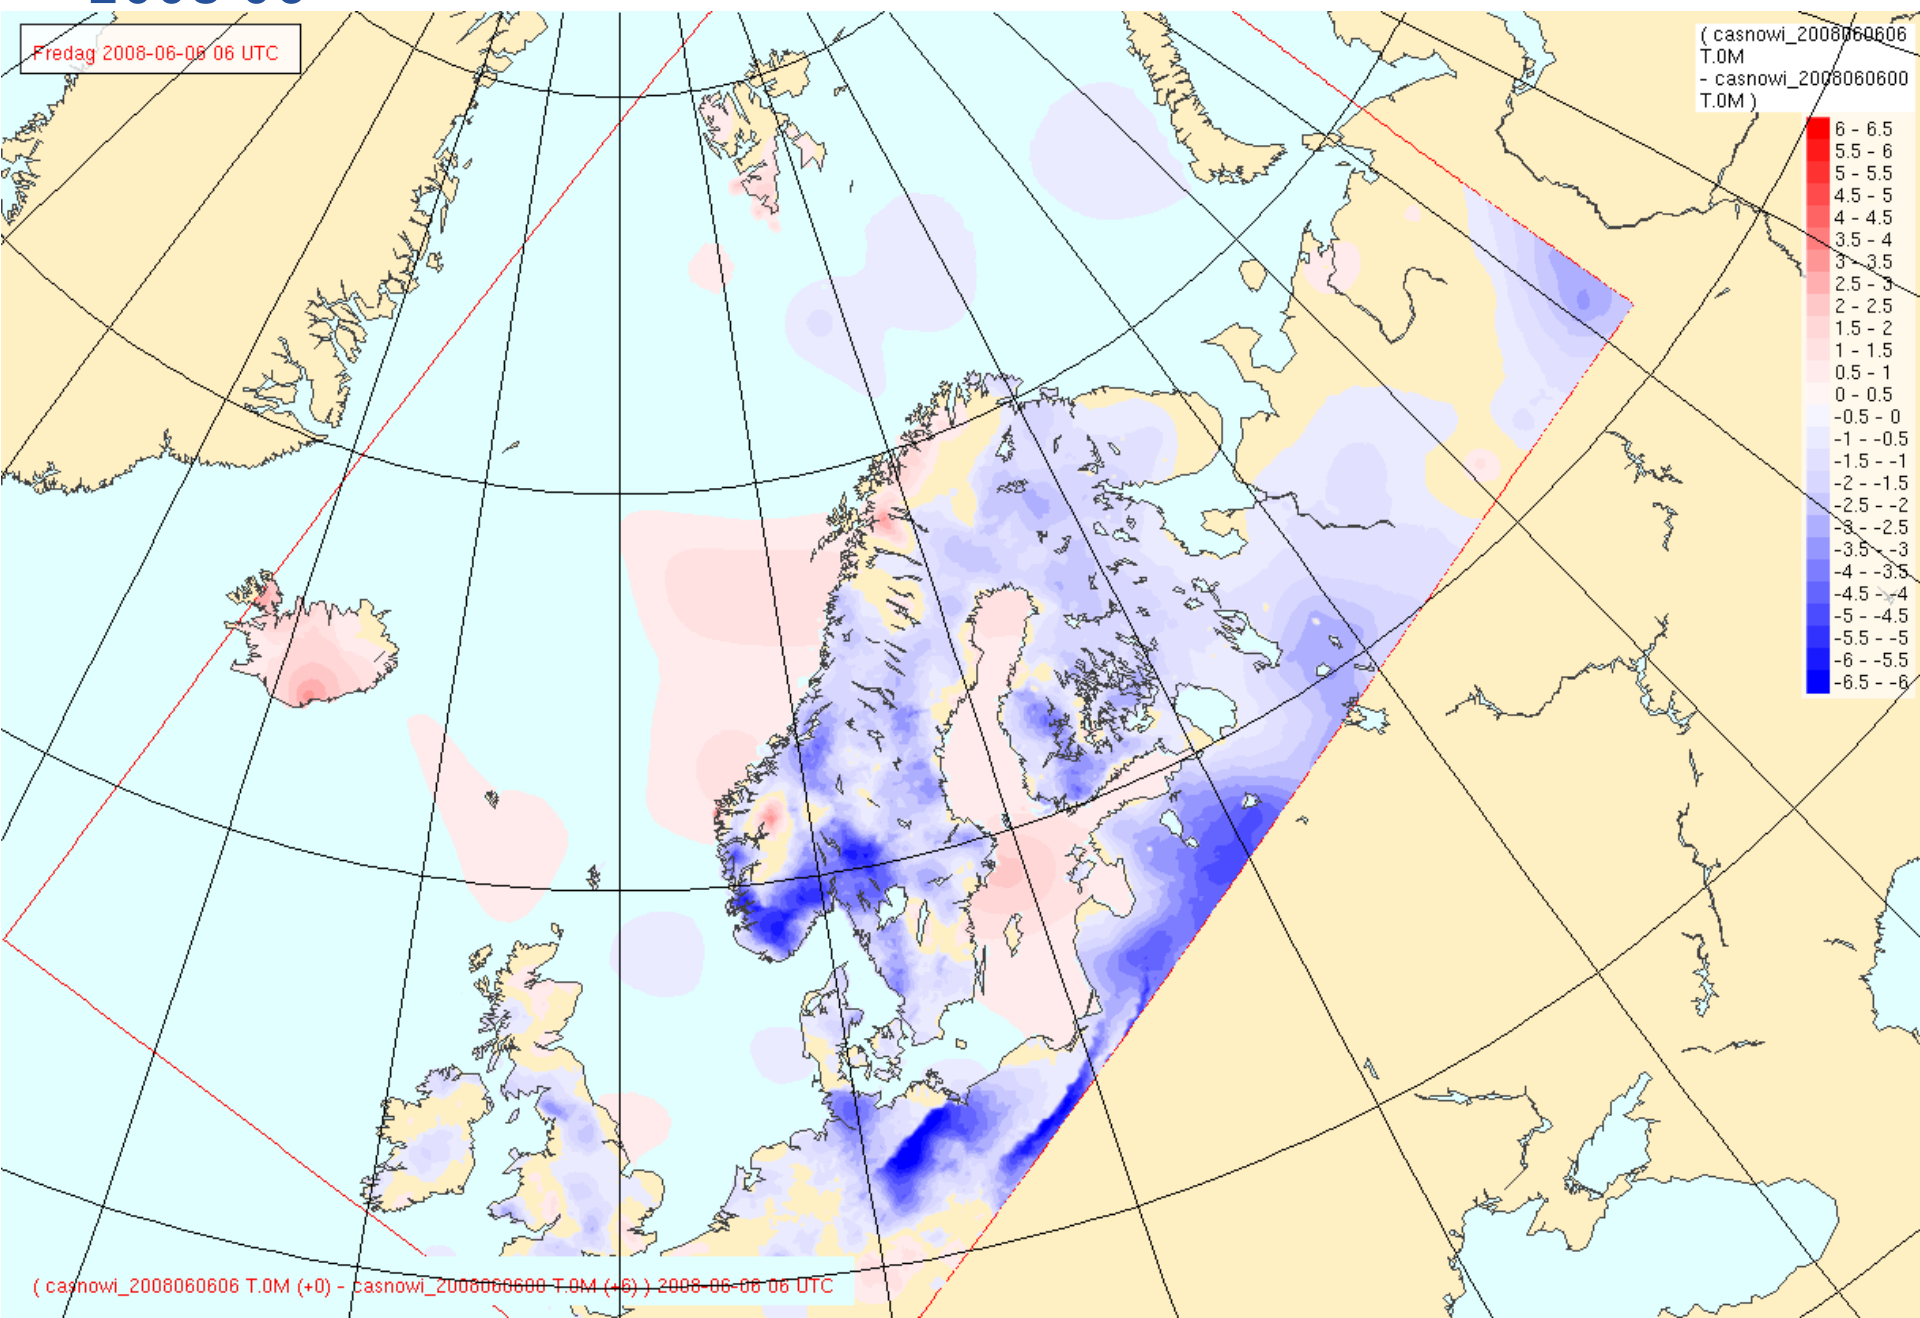 Fredag 2008-06-06 06 UTC
( casnowi_2008060606
T.0M
- casnowi_2008060600
T.0M )
6 - 6.5
5.5 - 6
5 - 5.5
4.5 - 5
4 - 4.5
3.5 - 4
3 - 3.5
2.5 - 3
2 - 2.5
1.5 - 2
1 - 1.5
0.5 - 1
0 - 0.5
-0.5 - 0
-1 - -0.5
-1.5 - -1
-2 - -1.5
-2.5 - -2
-3 - -2.5
-3.5 - -3
-4 - -3.5
-4.5 - -4
-5 - -4.5
-5.5 - -5
-6 - -5.5
-6.5 - -6
( casnowi_2008060606 T.0M (+0) - casnowi_2008060600 T.0M (+6) ) 2008-06-06 06 UTC